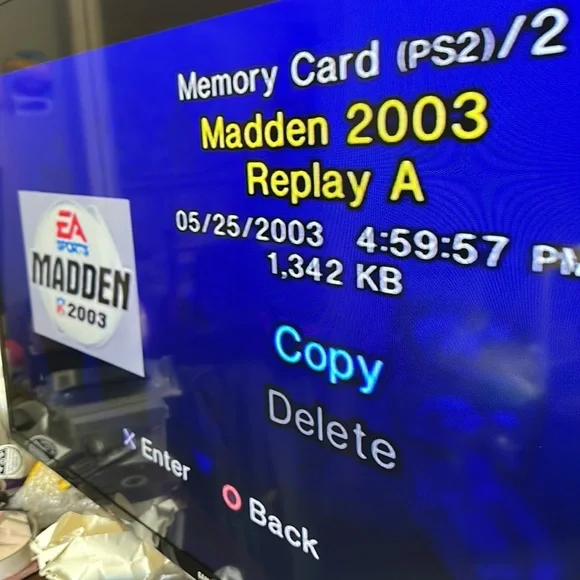 Memory Card (PS2)/2
Madden 2003
Replay A
05/25/2003 4:59:57 PM
1,342 KB
EA
SPORTS
MADDEN
2003
Copy
Delete
X Enter
O Back